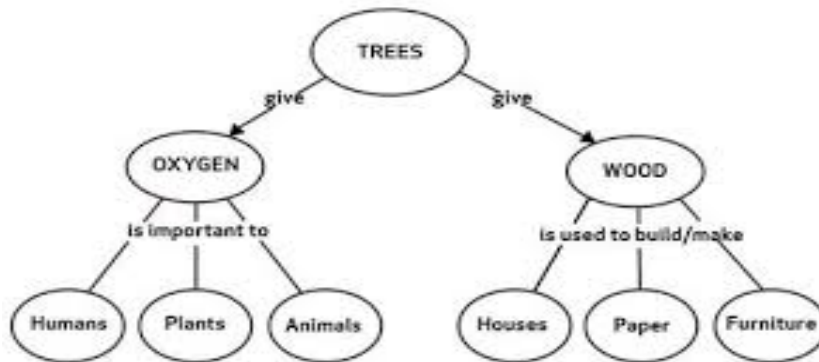 TREES
give
give
OXYGEN
WOOD
is important to
is used to build/make
Humans
Plants
Animals
Houses
Paper
Furniture